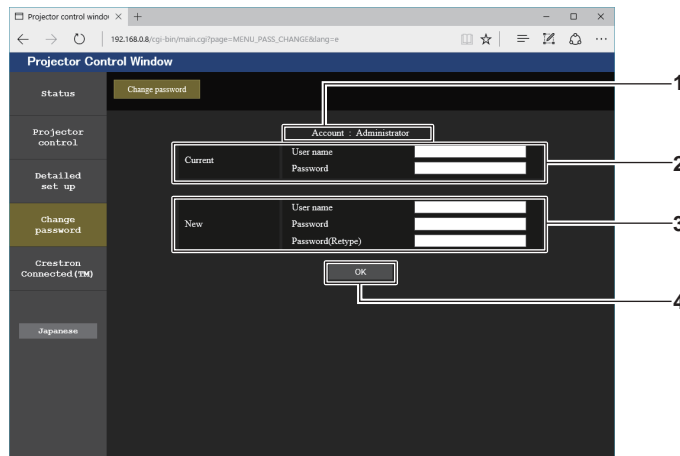 Projector control windo
192.168.0.8/cgi-bin/main.cgi?page=MENU_PASS_CHANGE&lang=e
Projector Control Window
Status
Change password
1
Account : Administrator
Projector
control
Current
User name
Password
2
Detailed
set up
Change
password
New
User name
Password
Password(Retype)
3
Crestron
Connected(TM)
OK
4
Japanese